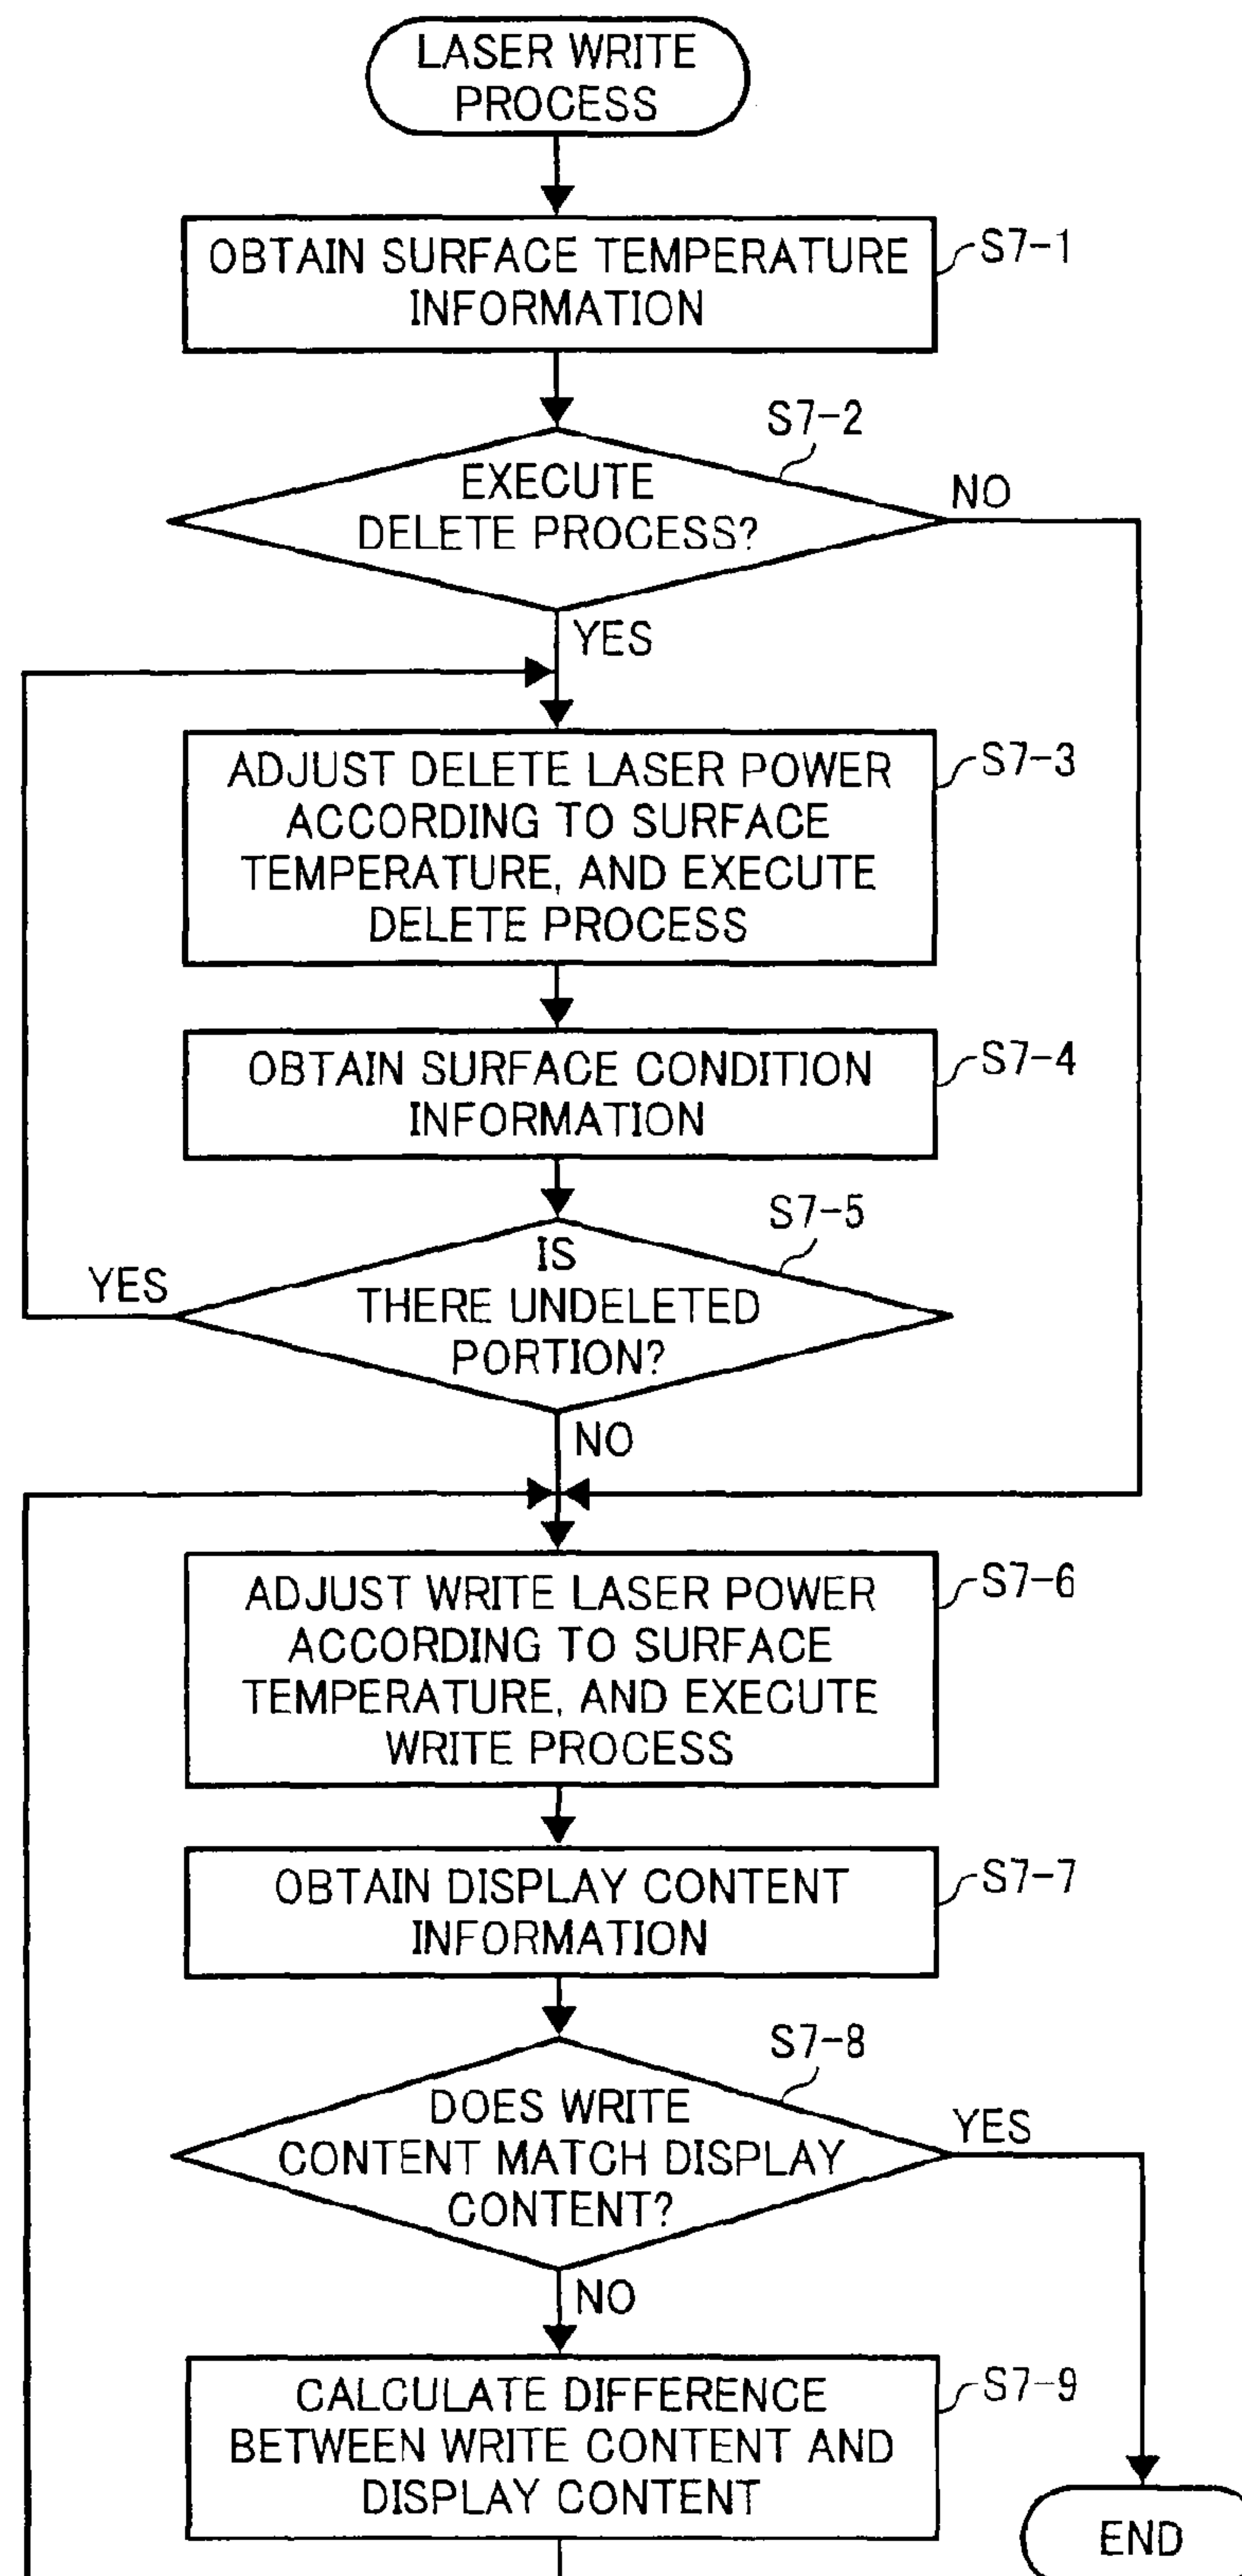 LASER WRITE
PROCESS
OBTAIN SURFACE TEMPERATURE
INFORMATION
S7-1
S7-2
EXECUTE
DELETE PROCESS?
NO
YES
ADJUST DELETE LASER POWER
ACCORDING TO SURFACE
TEMPERATURE, AND EXECUTE
DELETE PROCESS
S7-3
OBTAIN SURFACE CONDITION
INFORMATION
S7-4
S7-5
IS
THERE UNDELETED
PORTION?
YES
NO
ADJUST WRITE LASER POWER
ACCORDING TO SURFACE
TEMPERATURE, AND EXECUTE
WRITE PROCESS
S7-6
OBTAIN DISPLAY CONTENT
INFORMATION
S7-7
S7-8
DOES WRITE
CONTENT MATCH DISPLAY
CONTENT?
YES
NO
CALCULATE DIFFERENCE
BETWEEN WRITE CONTENT AND
DISPLAY CONTENT
S7-9
END